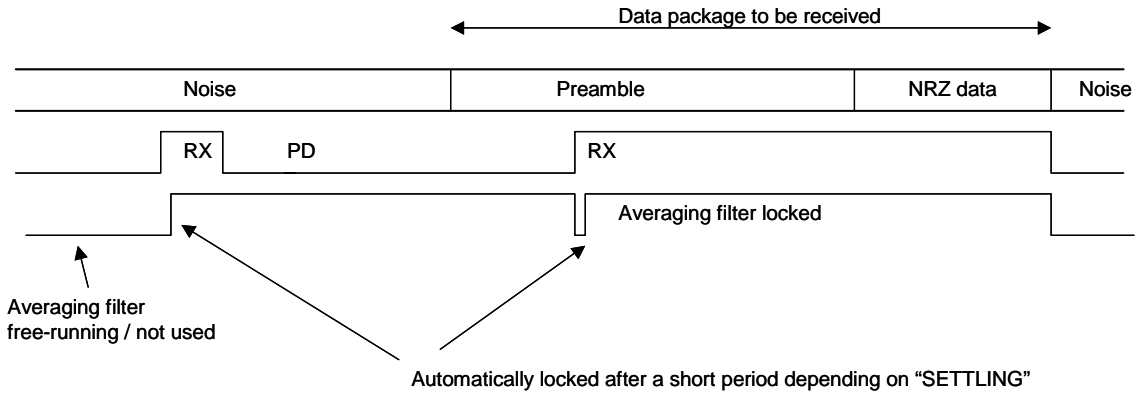 Data package to be received
Noise Preamble NRZ data Noise
RX PD RX
Averaging filter locked
Averaging filter
free-running / not used
Automatically locked after a short period depending on “SETTLING”